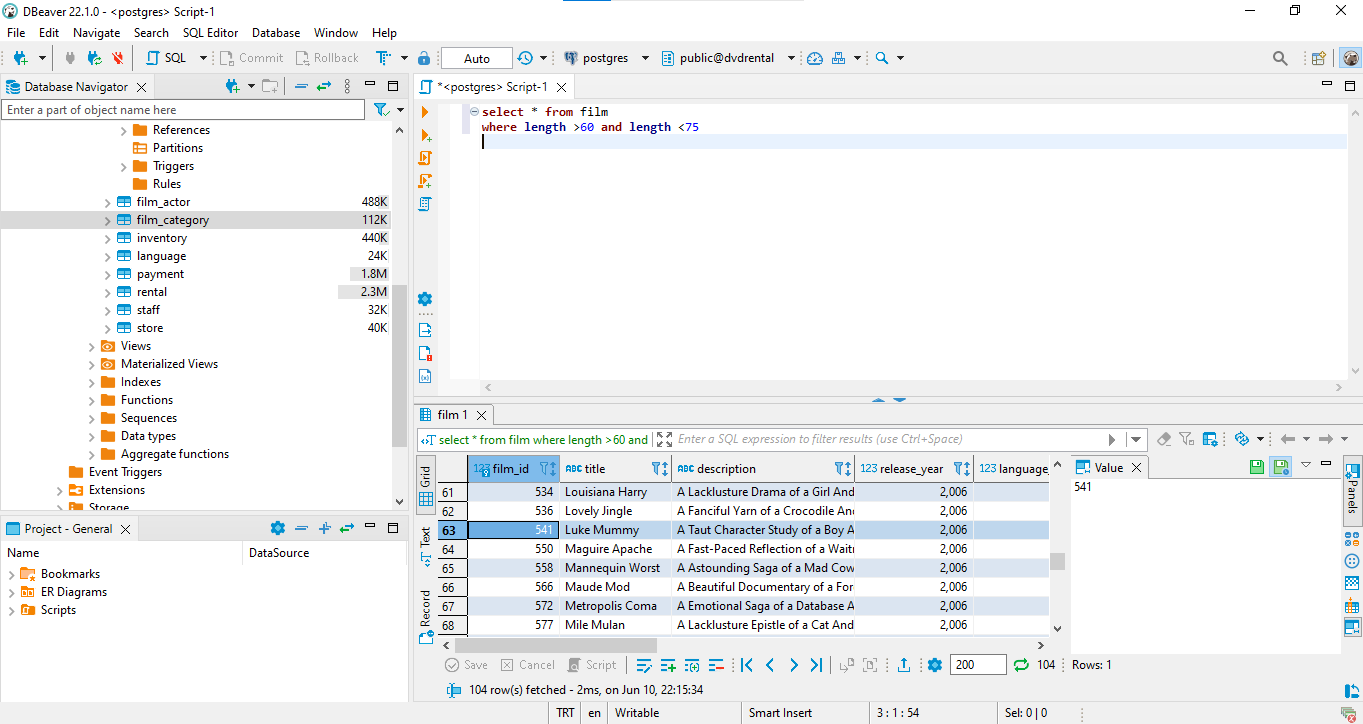 DBeaver 22.1.0 - <postgres> Script-1
File Edit Navigate Search SQL Editor Database Window Help
SQL Commit Rollback Auto postgres public@dvdrental
Database Navigator
Enter a part of object name here
References
Partitions
Triggers
Rules
film_actor 488K
film_category 112K
inventory 440K
language 24K
payment 1.8M
rental 2.3M
staff 32K
store 40K
Views
Materialized Views
Indexes
Functions
Sequences
Data types
Aggregate functions
Event Triggers
Extensions
Storage
Project - General
Name DataSource
Bookmarks
ER Diagrams
Scripts
*<postgres> Script-1
select * from film
where length >60 and length <75
film 1
select * from film where length >60 and
Enter a SQL expression to filter results (use Ctrl+Space)
Grid
Text
Record
123 film_id ABC title ABC description 123 release_year 123 language_
61 534 Louisiana Harry A Lacklusture Drama of a Girl And 2,006
62 536 Lovely Jingle A Fanciful Yarn of a Crocodile An 2,006
63 541 Luke Mummy A Taut Character Study of a Boy A 2,006
64 550 Maguire Apache A Fast-Paced Reflection of a Wait 2,006
65 558 Mannequin Worst A Astounding Saga of a Mad Cow 2,006
66 566 Maude Mod A Beautiful Documentary of a For 2,006
67 572 Metropolis Coma A Emotional Saga of a Database A 2,006
68 577 Mile Mulan A Lacklusture Epistle of a Cat And 2,006
Value
541
Panels
Save Cancel Script 200 104 Rows: 1
104 row(s) fetched - 2ms, on Jun 10, 22:15:34
TRT en Writable Smart Insert 3 : 1 : 54 Sel: 0 | 0